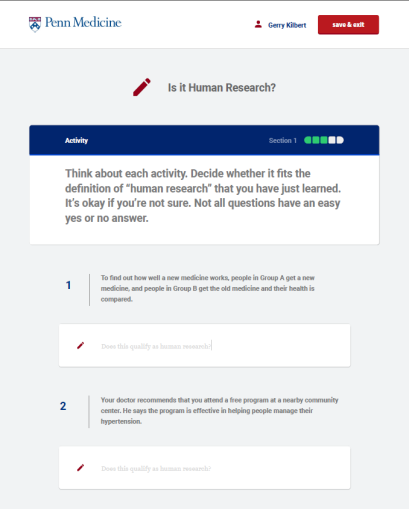 Penn Medicine
Gerry Kilbert
save & exit
Is it Human Research?
Activity
Section 1
Think about each activity. Decide whether it fits the
definition of “human research” that you have just learned.
It’s okay if you’re not sure. Not all questions have an easy
yes or no answer.
1
To find out how well a new medicine works, people in Group A get a new
medicine, and people in Group B get the old medicine and their health is
compared.
Does this qualify as human research?
2
Your doctor recommends that you attend a free program at a nearby community
center. He says the program is effective in helping people manage their
hypertension.
Does this qualify as human research?